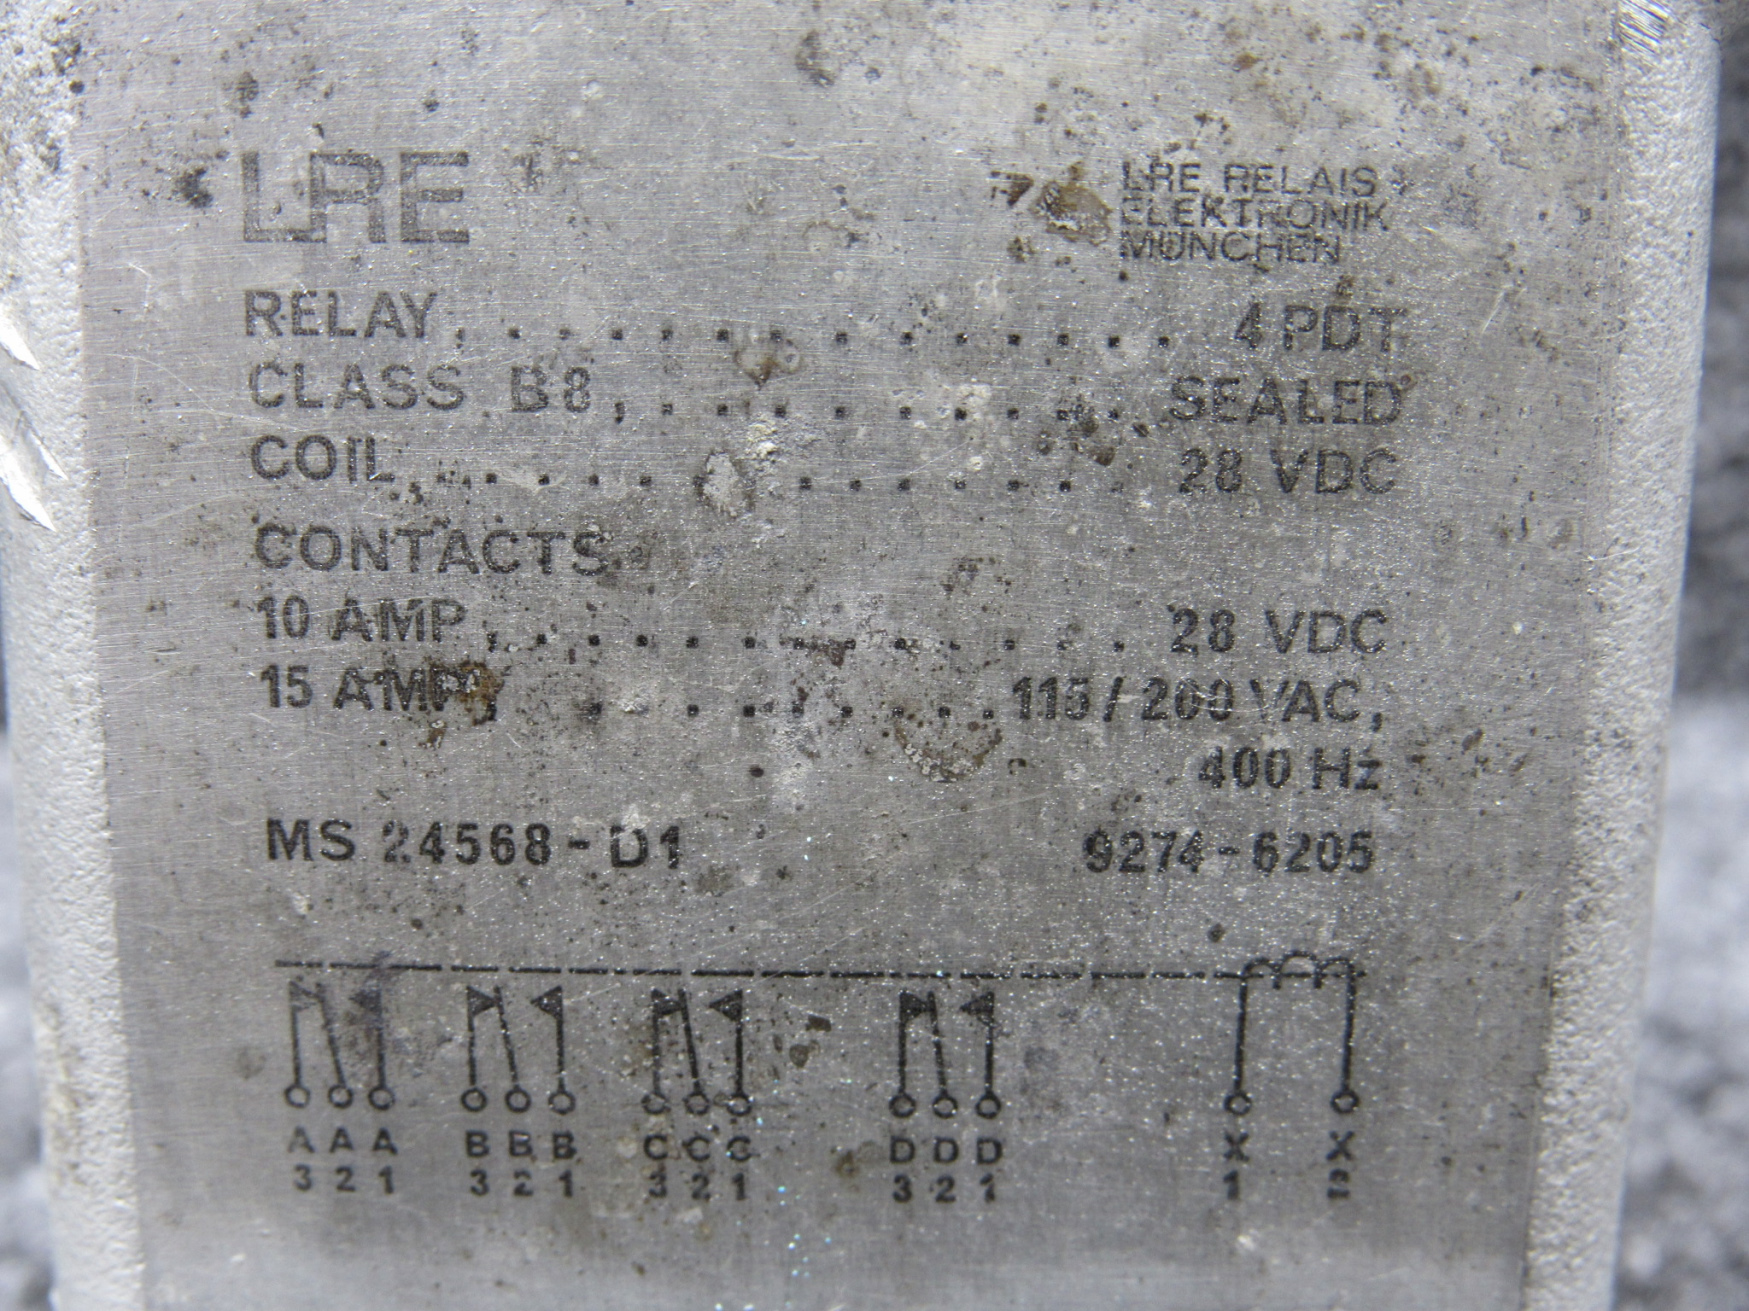 LRE
LRE RELAIS
ELEKTRONIK
MÜNCHEN
RELAY, . . . . . . . . . . . . . 4 PDT
CLASS B8, . . . . . . . . . . SEALED
COIL, . . . . . . . . . . . . 28 VDC
CONTACTS
10 AMP, . . . . . . . . . . . . 28 VDC
15 AMP, . . . . . . . . 115 / 200 VAC,
400 Hz
MS 24568 - D1 9274 - 6205
A A A B B B C C C D D D X X
3 2 1 3 2 1 3 2 1 3 2 1 1 2